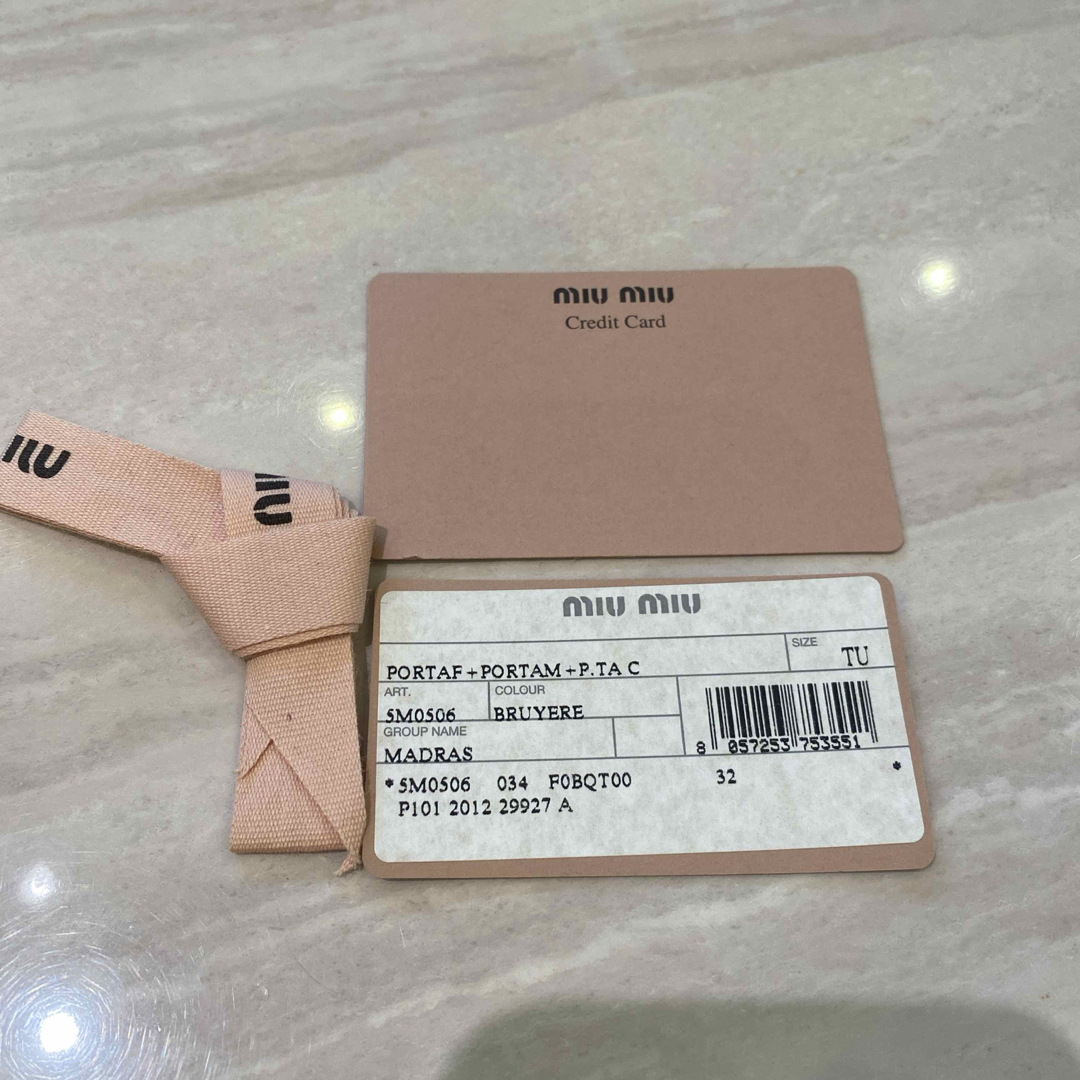 miu miu
Credit Card
IU
miu miu
SIZE
TU
PORTAF+PORTAM+P.TA C
ART.
COLOUR
5M0506
BRUYERE
GROUP NAME
MADRAS
8 057253 753551
*5M0506 034 F0BQT00 32 *
P101 2012 29927 A